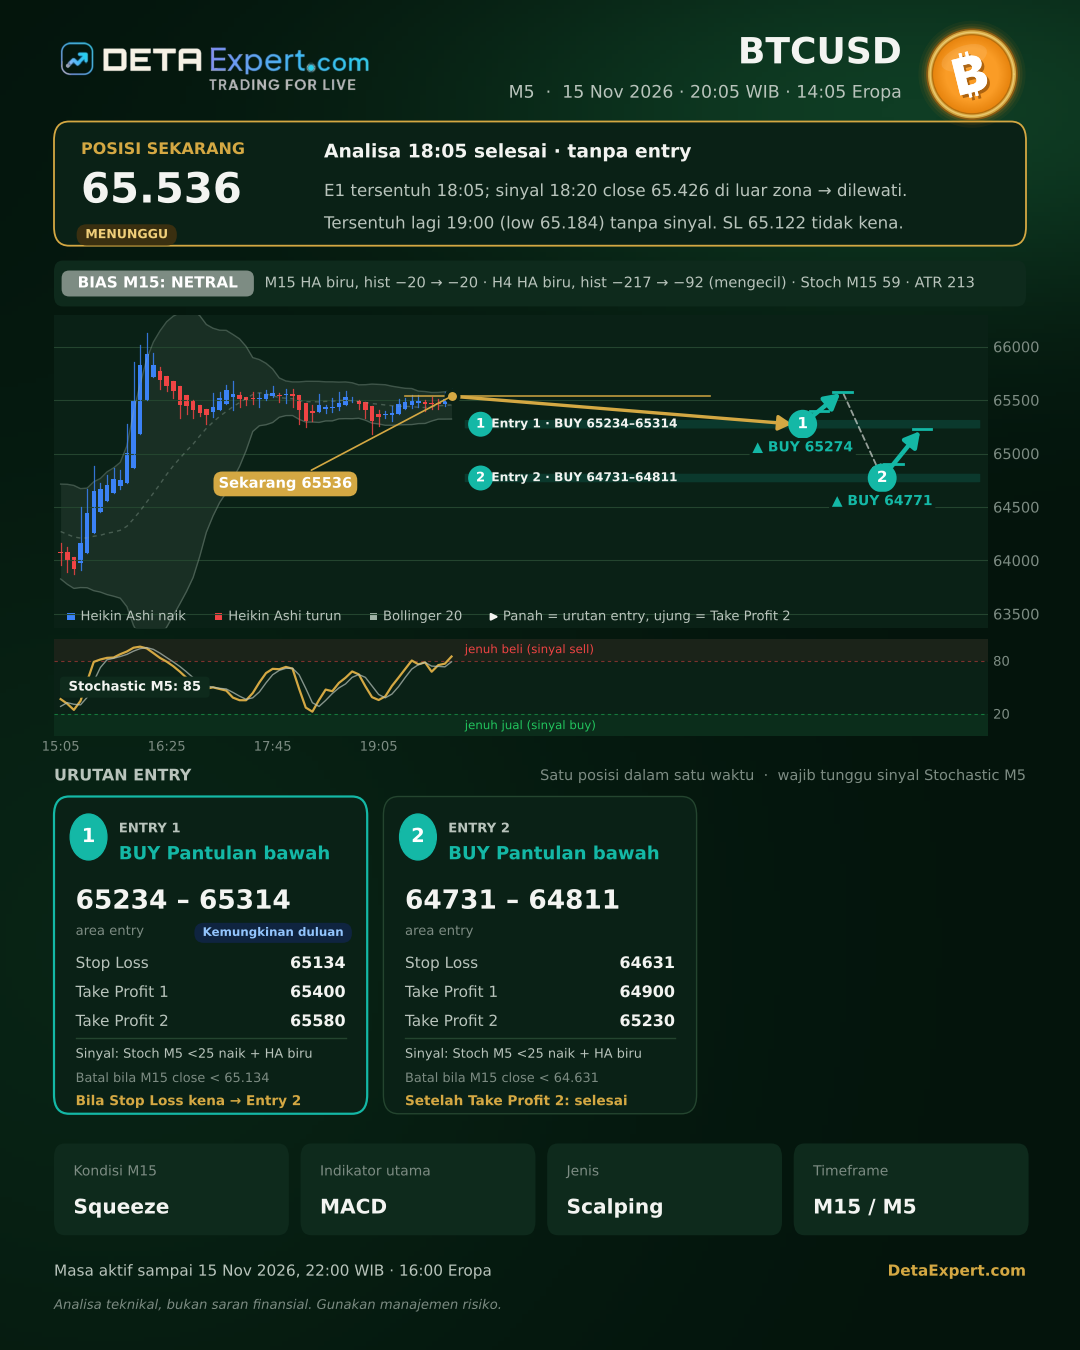 DETA Expert.com
TRADING FOR LIVE
BTCUSD
M5 · 15 Nov 2026 · 20:05 WIB · 14:05 Eropa
POSISI SEKARANG
65.536
MENUNGGU
Analisa 18:05 selesai · tanpa entry
E1 tersentuh 18:05; sinyal 18:20 close 65.426 di luar zona → dilewati.
Tersentuh lagi 19:00 (low 65.184) tanpa sinyal. SL 65.122 tidak kena.
BIAS M15: NETRAL
M15 HA biru, hist −20 → −20 · H4 HA biru, hist −217 → −92 (mengecil) · Stoch M15 59 · ATR 213
66000
65500
65000
64500
64000
63500
1 Entry 1 · BUY 65234–65314
1
▲ BUY 65274
2 Entry 2 · BUY 64731–64811
2
▲ BUY 64771
Sekarang 65536
Heikin Ashi naik
Heikin Ashi turun
Bollinger 20
Panah = urutan entry, ujung = Take Profit 2
jenuh beli (sinyal sell)
80
Stochastic M5: 85
20
jenuh jual (sinyal buy)
15:05 16:25 17:45 19:05
URUTAN ENTRY
Satu posisi dalam satu waktu · wajib tunggu sinyal Stochastic M5
1
ENTRY 1
BUY Pantulan bawah
65234 – 65314
area entry
Kemungkinan duluan
Stop Loss 65134
Take Profit 1 65400
Take Profit 2 65580
Sinyal: Stoch M5 <25 naik + HA biru
Batal bila M15 close < 65.134
Bila Stop Loss kena → Entry 2
2
ENTRY 2
BUY Pantulan bawah
64731 – 64811
area entry
Stop Loss 64631
Take Profit 1 64900
Take Profit 2 65230
Sinyal: Stoch M5 <25 naik + HA biru
Batal bila M15 close < 64.631
Setelah Take Profit 2: selesai
Kondisi M15
Squeeze
Indikator utama
MACD
Jenis
Scalping
Timeframe
M15 / M5
Masa aktif sampai 15 Nov 2026, 22:00 WIB · 16:00 Eropa
DetaExpert.com
Analisa teknikal, bukan saran finansial. Gunakan manajemen risiko.